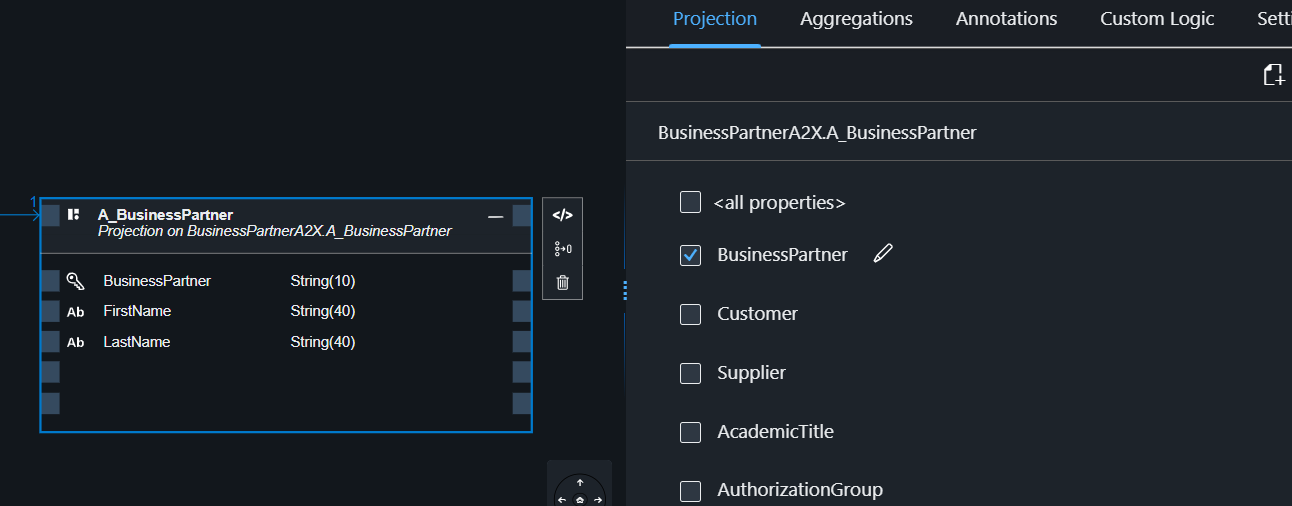 Projection Aggregations Annotations Custom Logic Setti
BusinessPartnerA2X.A_BusinessPartner
<all properties>
BusinessPartner
Customer
Supplier
AcademicTitle
AuthorizationGroup
1
A_BusinessPartner
Projection on BusinessPartnerA2X.A_BusinessPartner
BusinessPartner String(10)
Ab FirstName String(40)
Ab LastName String(40)
</>